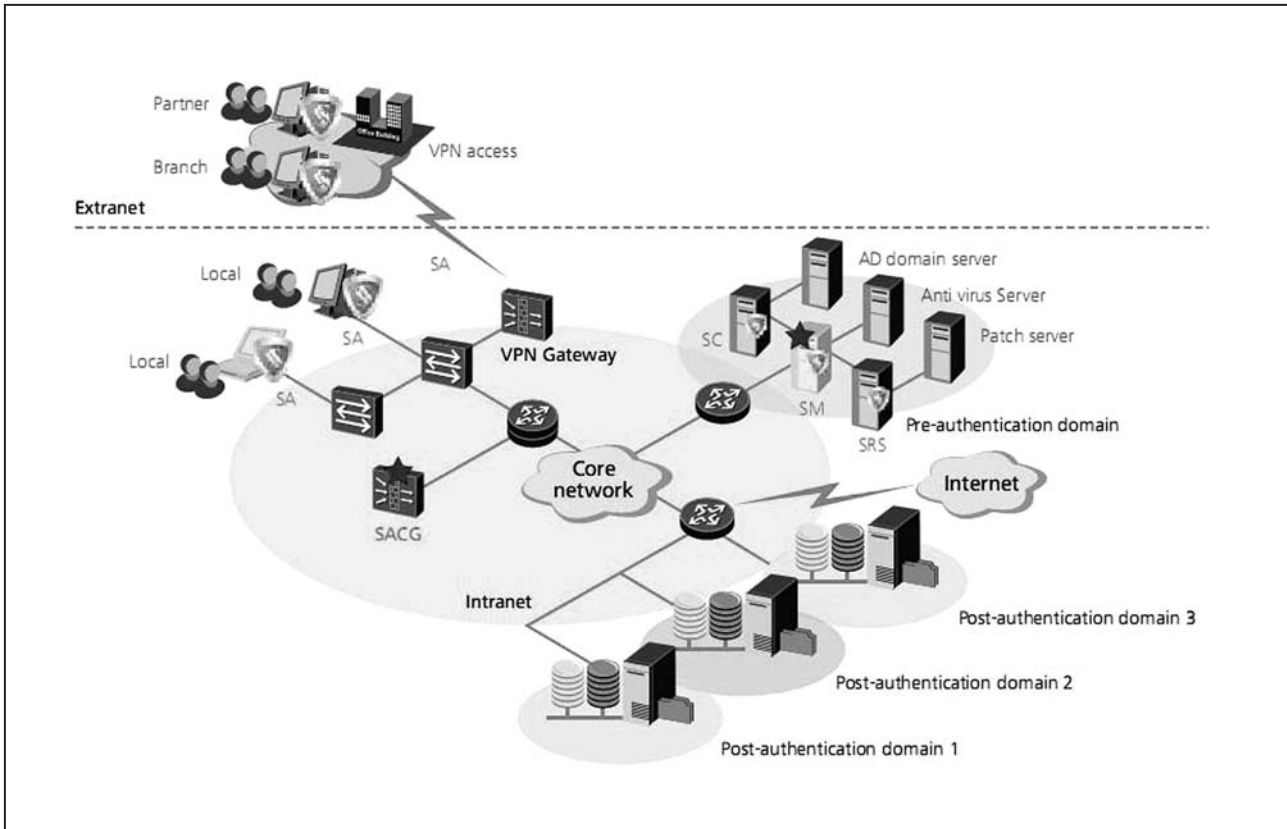 Partner
Office Building
VPN access
Branch
Extranet
SA
Local
AD domain server
SA
Anti virus Server
SC
Patch server
VPN Gateway
Local
SA
SM
SRS
Pre-authentication domain
Core
network
Internet
SACG
Intranet
Post-authentication domain 3
Post-authentication domain 2
Post-authentication domain 1